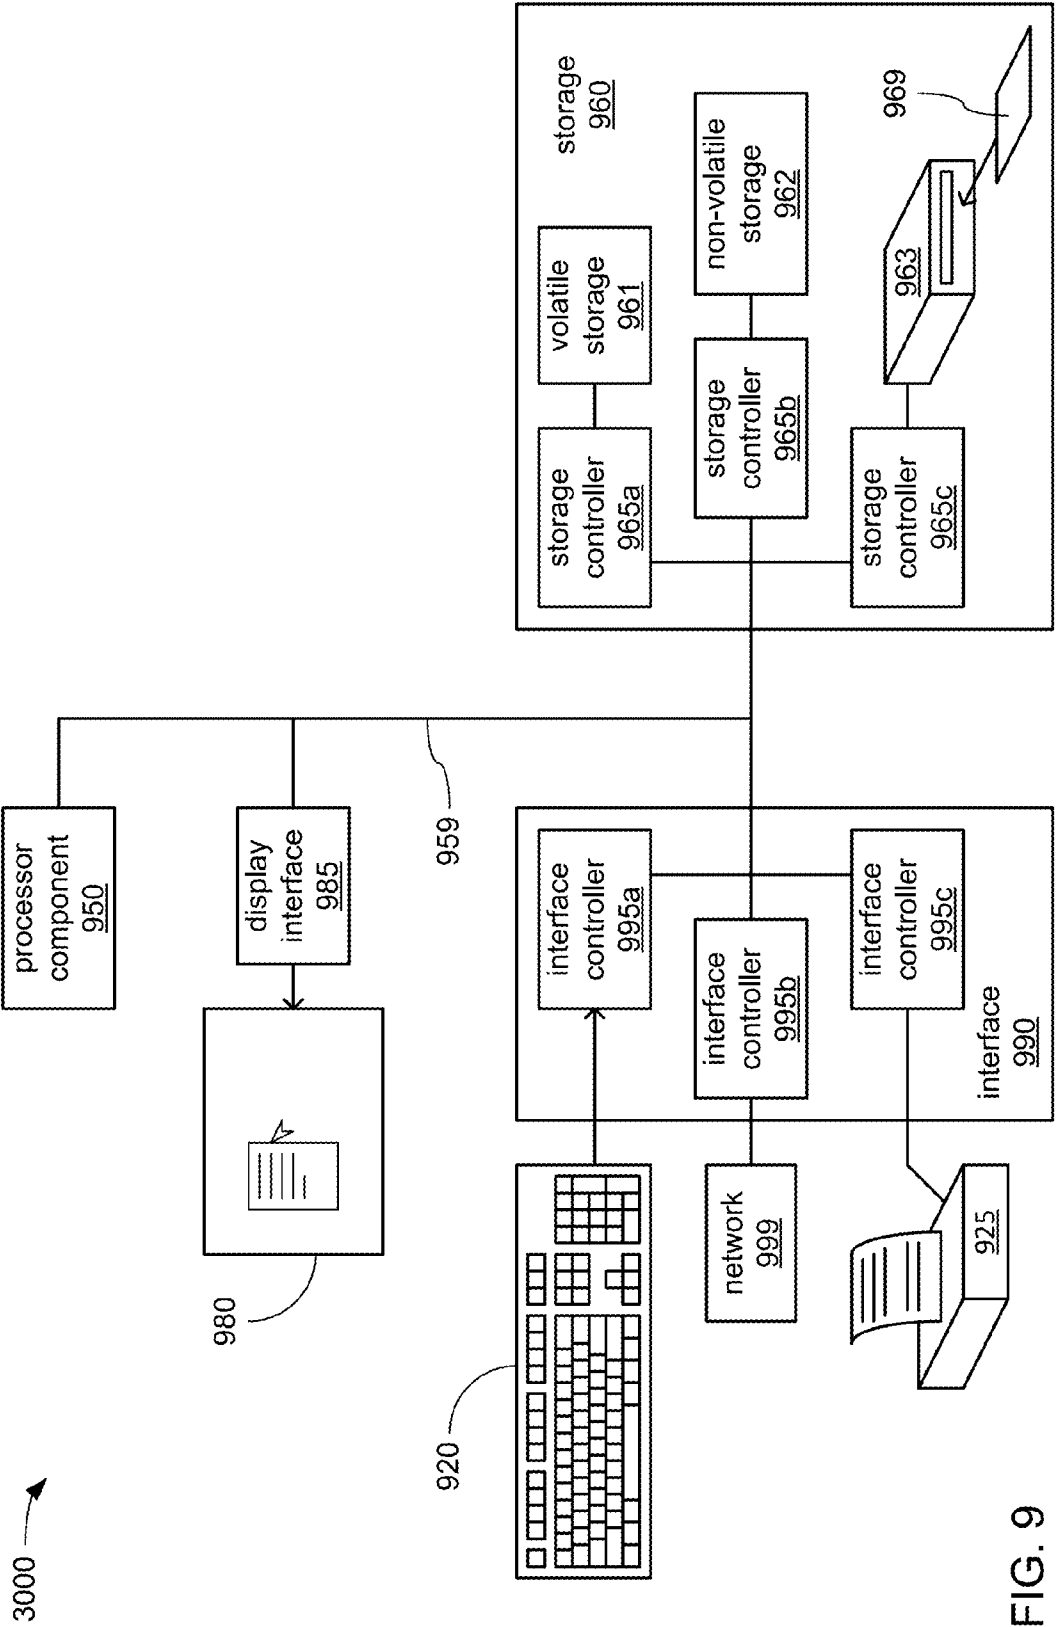 3000
processor
component
950
980
display
interface
985
959
920
interface
controller
995a
storage
controller
965a
volatile
storage
961
storage
960
network
999
interface
controller
995b
storage
controller
965b
non-volatile
storage
962
925
interface
controller
995c
storage
controller
965c
963
969
interface
990
FIG. 9